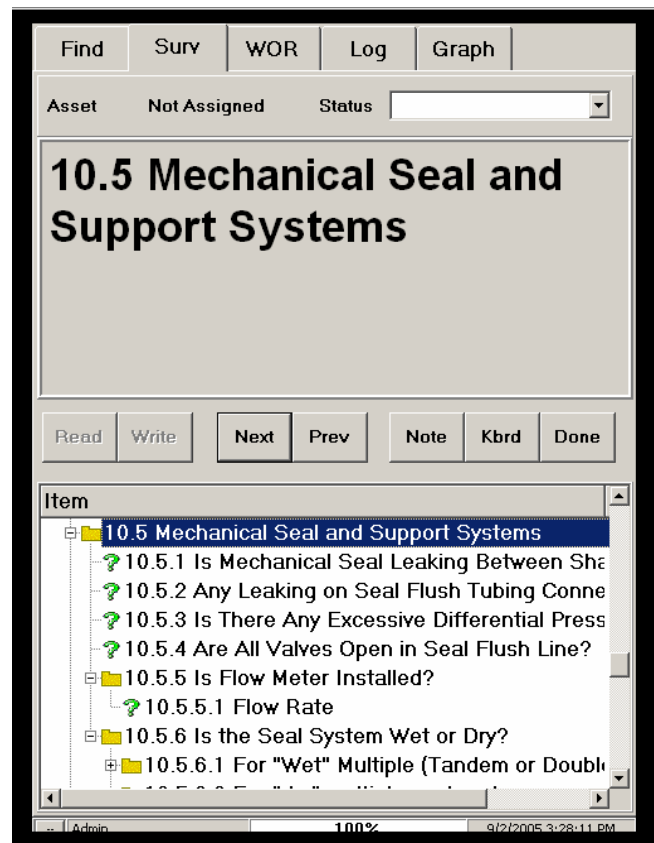 Find Surv WOR Log Graph
Asset Not Assigned Status
10.5 Mechanical Seal and
Support Systems
Read Write Next Prev Note Kbrd Done
Item
10.5 Mechanical Seal and Support Systems
10.5.1 Is Mechanical Seal Leaking Between Sha
10.5.2 Any Leaking on Seal Flush Tubing Conne
10.5.3 Is There Any Excessive Differential Press
10.5.4 Are All Valves Open in Seal Flush Line?
10.5.5 Is Flow Meter Installed?
10.5.5.1 Flow Rate
10.5.6 Is the Seal System Wet or Dry?
10.5.6.1 For "Wet" Multiple (Tandem or Double
-- Admin 100% 9/2/2005 3:28:11 PM